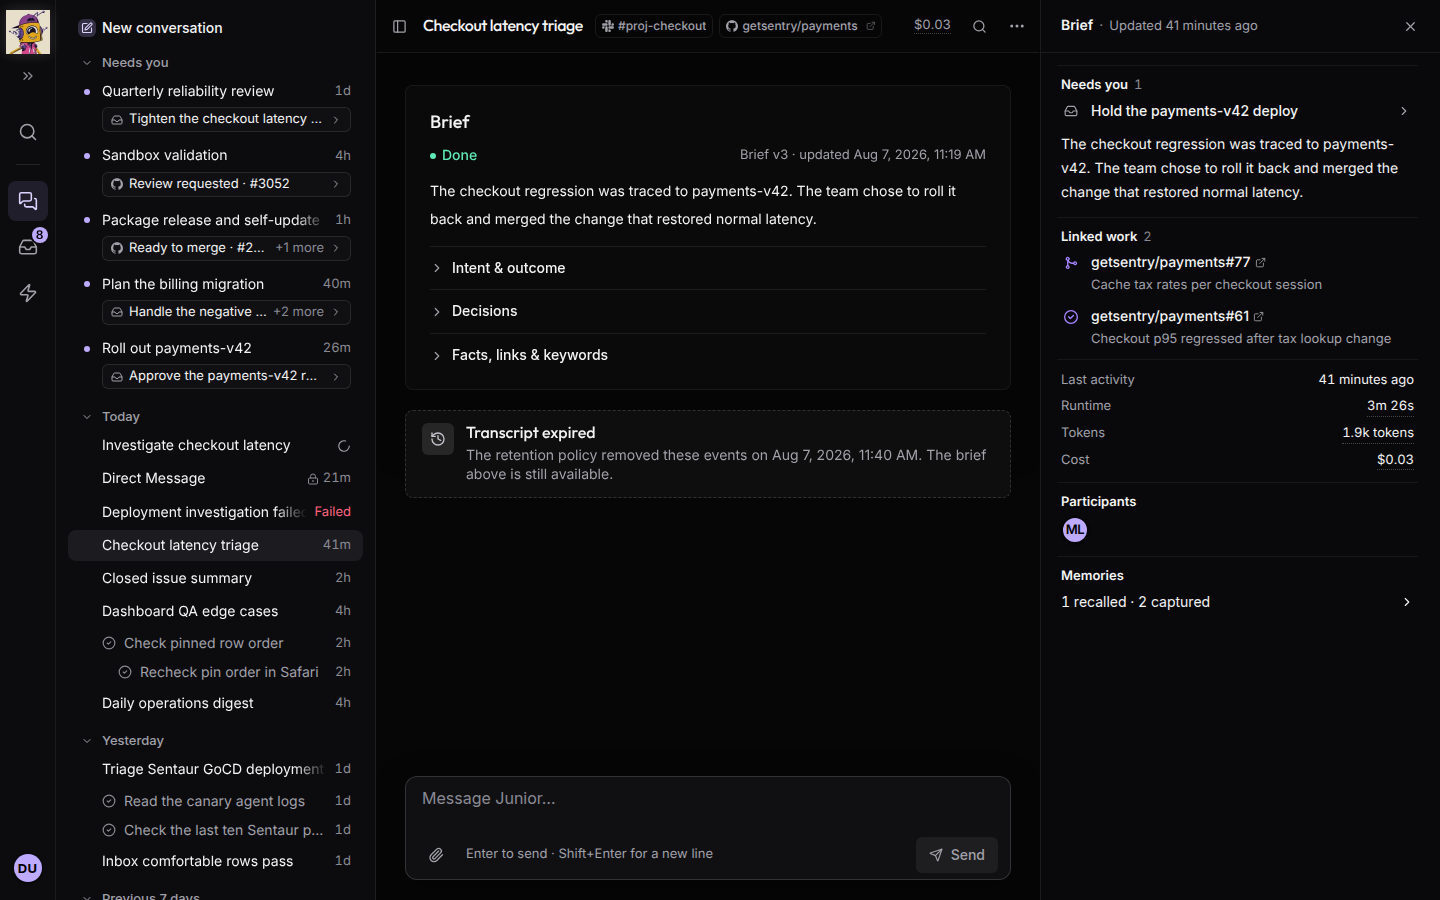 New conversation
Needs you
Quarterly reliability review 1d
Tighten the checkout latency ...
Sandbox validation 4h
Review requested · #3052
Package release and self-update 1h
Ready to merge · #2... +1 more
Plan the billing migration 40m
Handle the negative ... +2 more
Roll out payments-v42 26m
Approve the payments-v42 r...
Today
Investigate checkout latency
Direct Message 21m
Deployment investigation failed Failed
Checkout latency triage 41m
Closed issue summary 2h
Dashboard QA edge cases 4h
Check pinned row order 2h
Recheck pin order in Safari 2h
Daily operations digest 4h
Yesterday
Triage Sentaur GoCD deployment 1d
Read the canary agent logs 1d
Check the last ten Sentaur p... 1d
Inbox comfortable rows pass 1d
Previous 7 days
8
DU
Checkout latency triage #proj-checkout getsentry/payments $0.03
Brief
Done Brief v3 · updated Aug 7, 2026, 11:19 AM
The checkout regression was traced to payments-v42. The team chose to roll it
back and merged the change that restored normal latency.
Intent & outcome
Decisions
Facts, links & keywords
Transcript expired
The retention policy removed these events on Aug 7, 2026, 11:40 AM. The brief
above is still available.
Message Junior...
Enter to send · Shift+Enter for a new line
Send
Brief · Updated 41 minutes ago
Needs you 1
Hold the payments-v42 deploy
The checkout regression was traced to payments-
v42. The team chose to roll it back and merged the
change that restored normal latency.
Linked work 2
getsentry/payments#77
Cache tax rates per checkout session
getsentry/payments#61
Checkout p95 regressed after tax lookup change
Last activity 41 minutes ago
Runtime 3m 26s
Tokens 1.9k tokens
Cost $0.03
Participants
ML
Memories
1 recalled · 2 captured